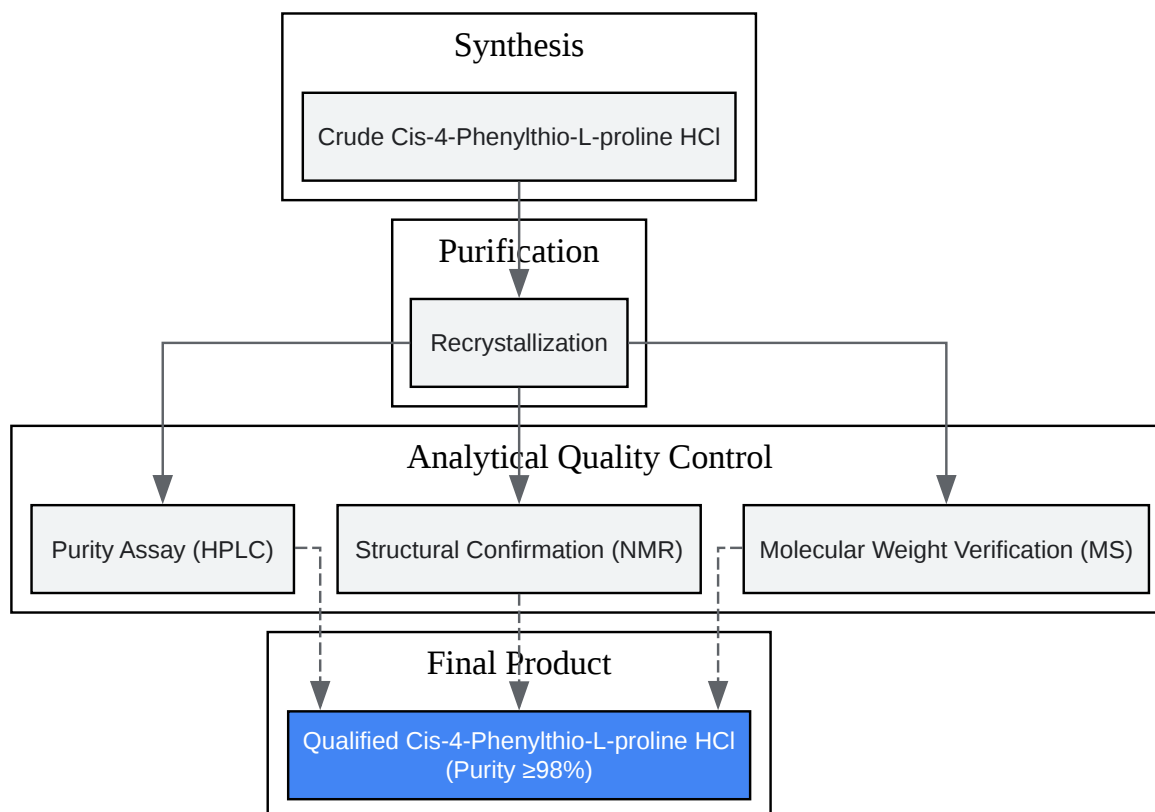 Synthesis
Crude Cis-4-Phenylthio-L-proline HCl
Purification
Recrystallization
Analytical Quality Control
Purity Assay (HPLC)
Structural Confirmation (NMR)
Molecular Weight Verification (MS)
Final Product
Qualified Cis-4-Phenylthio-L-proline HCl
(Purity ≥98%)